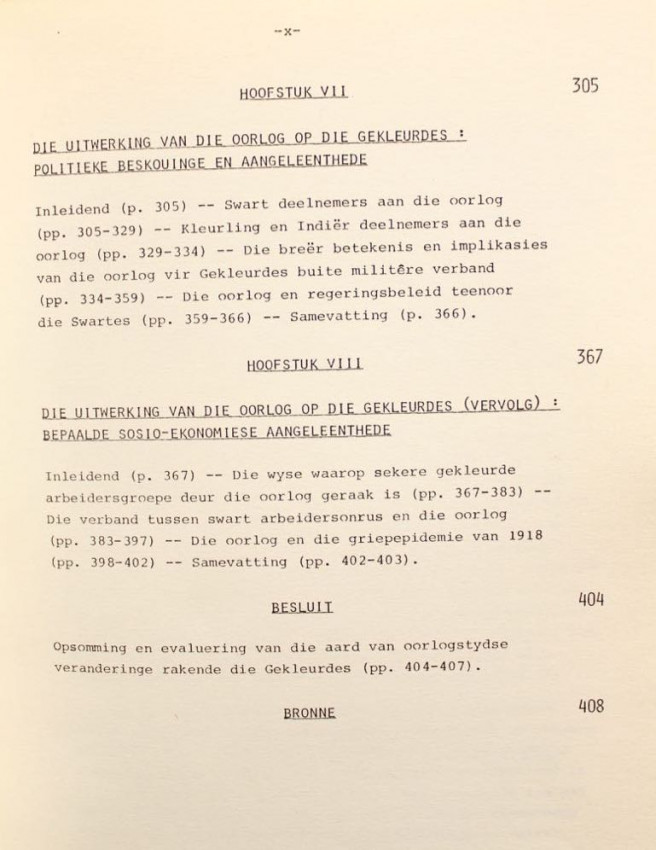 -x-
HOOFSTUK VII 305
DIE UITWERKING VAN DIE OORLOG OP DIE GEKLEURDES :
POLITIEKE BESKOUINGE EN AANGELEENTHEDE
Inleidend (p. 305) -- Swart deelnemers aan die oorlog
(pp. 305-329) -- Kleurling en Indiër deelnemers aan die
oorlog (pp. 329-334) -- Die breër betekenis en implikasies
van die oorlog vir Gekleurdes buite militêre verband
(pp. 334-359) -- Die oorlog en regeringsbeleid teenoor
die Swartes (pp. 359-366) -- Samevatting (p. 366).
HOOFSTUK VIII 367
DIE UITWERKING VAN DIE OORLOG OP DIE GEKLEURDES (VERVOLG) :
BEPAALDE SOSIO-EKONOMIESE AANGELEENTHEDE
Inleidend (p. 367) -- Die wyse waarop sekere gekleurde
arbeidersgroepe deur die oorlog geraak is (pp. 367-383) --
Die verband tussen swart arbeidersonrus en die oorlog
(pp. 383-397) -- Die oorlog en die griepepidemie van 1918
(pp. 398-402) -- Samevatting (pp. 402-403).
BESLUIT 404
Opsomming en evaluering van die aard van oorlogstydse
veranderinge rakende die Gekleurdes (pp. 404-407).
BRONNE 408